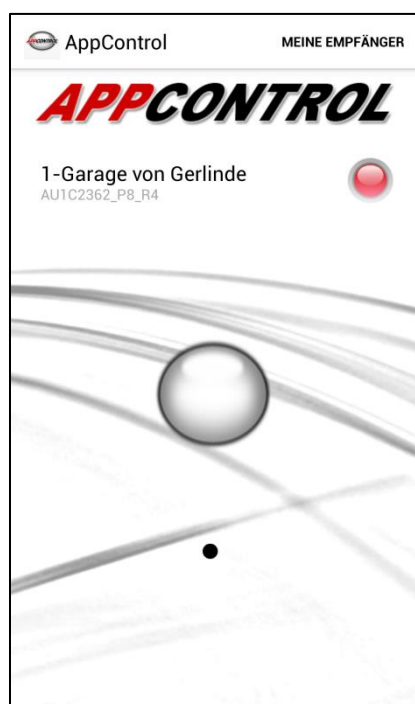 AppControl
MEINE EMPFÄNGER
APPCONTROL
1-Garage von Gerlinde
AU1C2362_P8_R4